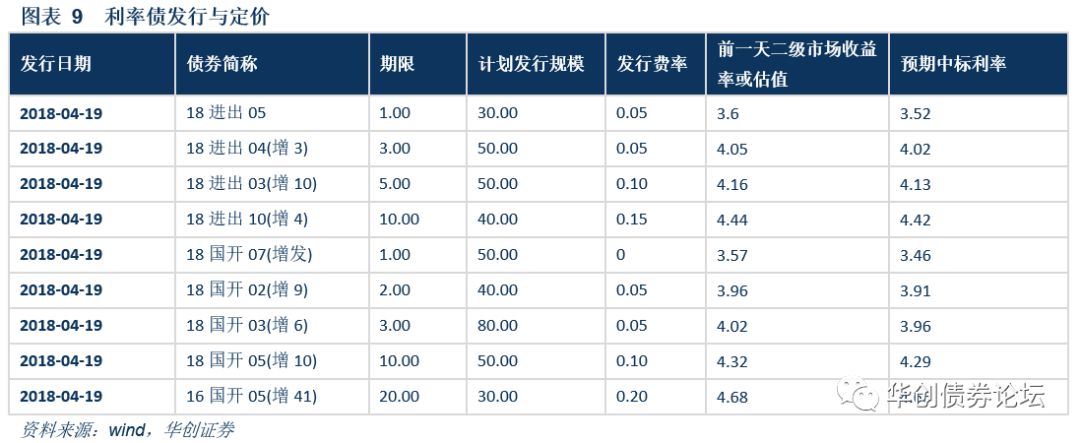 图表 9 利率债发行与定价
发行日期 债券简称 期限 计划发行规模 发行费率 前一天二级市场收益率或估值 预期中标利率
2018-04-19 18 进出 05 1.00 30.00 0.05 3.6 3.52
2018-04-19 18 进出 04(增 3) 3.00 50.00 0.05 4.05 4.02
2018-04-19 18 进出 03(增 10) 5.00 50.00 0.10 4.16 4.13
2018-04-19 18 进出 10(增 4) 10.00 40.00 0.15 4.44 4.42
2018-04-19 18 国开 07(增发) 1.00 50.00 0 3.57 3.46
2018-04-19 18 国开 02(增 9) 2.00 40.00 0.05 3.96 3.91
2018-04-19 18 国开 03(增 6) 3.00 80.00 0.05 4.02 3.96
2018-04-19 18 国开 05(增 10) 10.00 50.00 0.10 4.32 4.29
2018-04-19 16 国开 05(增 41) 20.00 30.00 0.20 4.68
华创债券论坛
资料来源：wind，华创证券